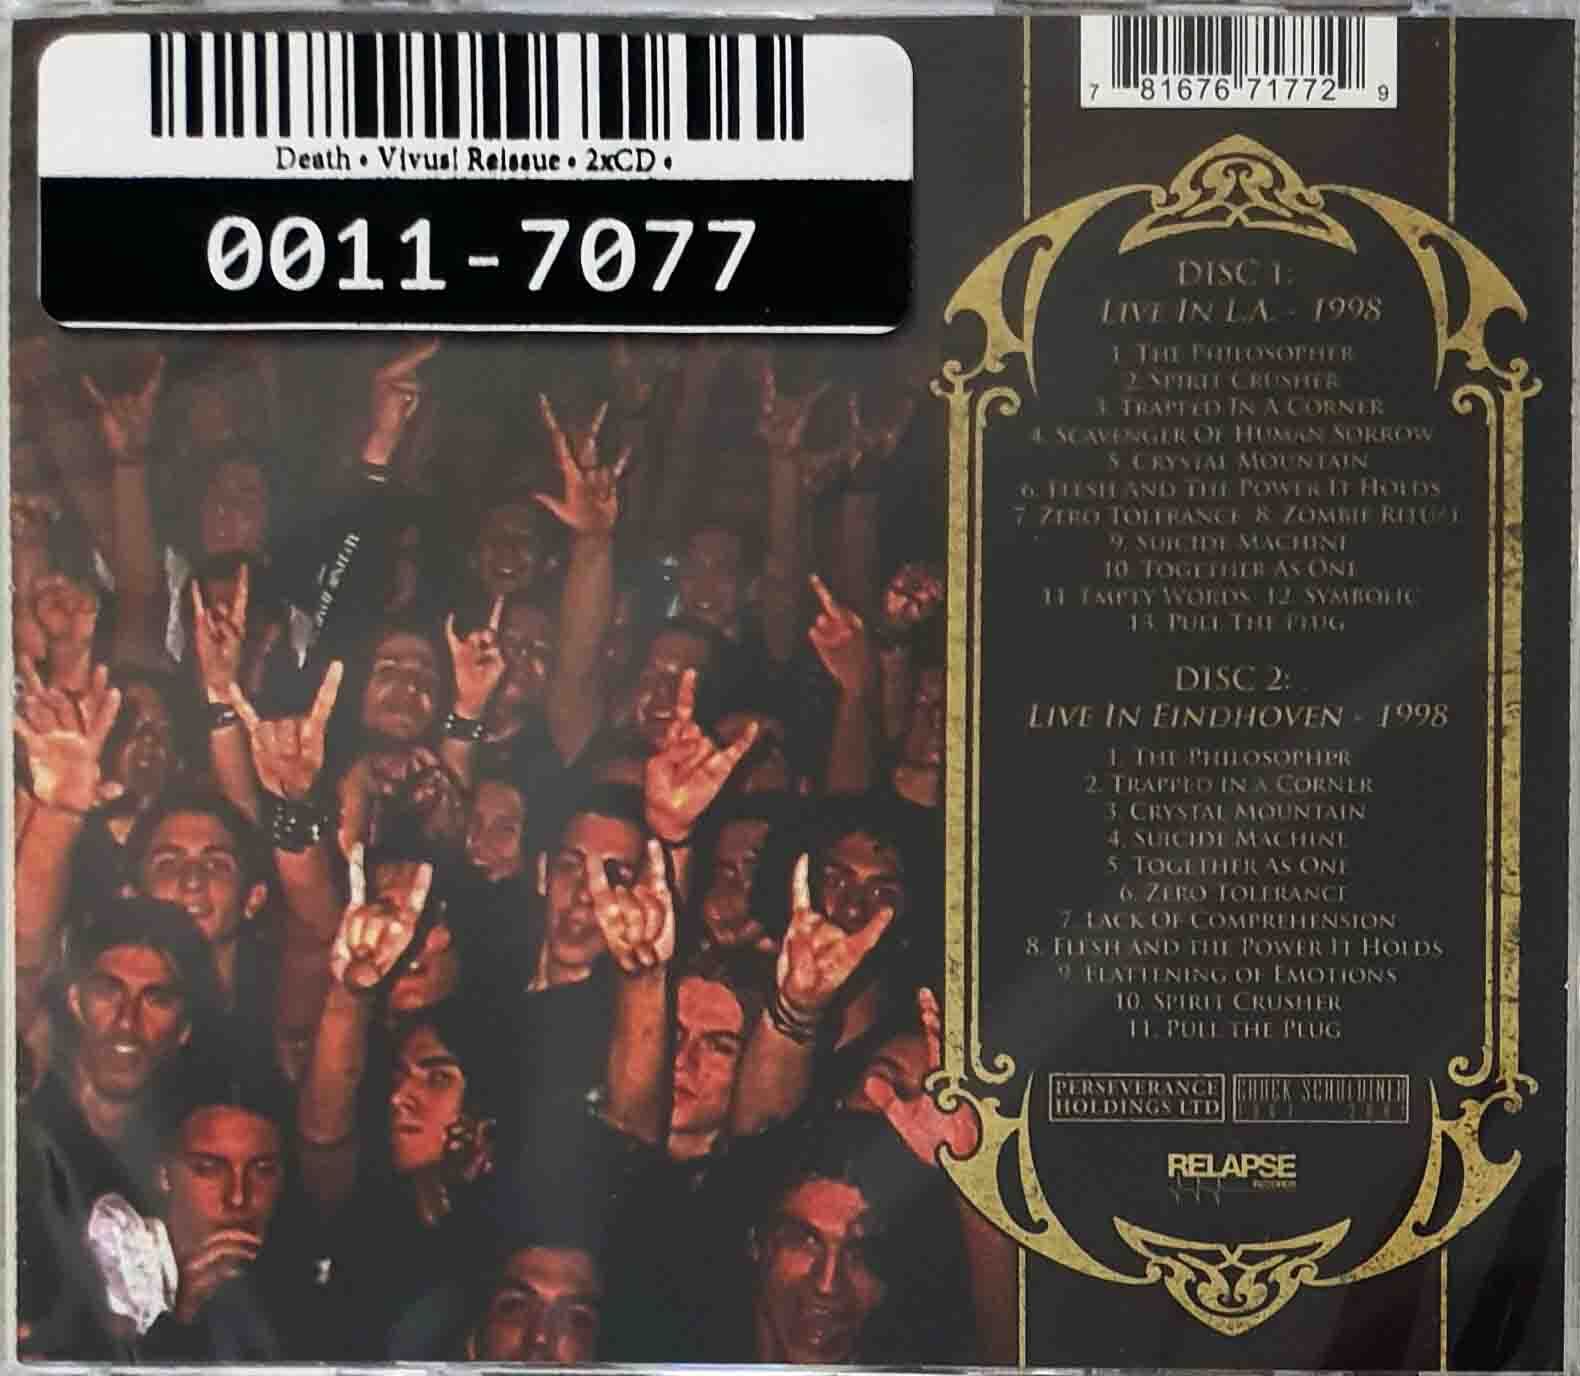 Death • Vivus! Reissue • 2xCD •
0011-7077
7 81676 71772 9
DISC 1:
LIVE IN L.A. - 1998
1. THE PHILOSOPHER
2. SPIRIT CRUSHER
3. TRAPPED IN A CORNER
4. SCAVENGER OF HUMAN SORROW
5. CRYSTAL MOUNTAIN
6. FLESH AND THE POWER IT HOLDS
7. ZERO TOLERANCE 8. ZOMBIE RITUAL
9. SUICIDE MACHINE
10. TOGETHER AS ONE
11. EMPTY WORDS 12. SYMBOLIC
13. PULL THE PLUG
DISC 2:
LIVE IN EINDHOVEN - 1998
1. THE PHILOSOPHER
2. TRAPPED IN A CORNER
3. CRYSTAL MOUNTAIN
4. SUICIDE MACHINE
5. TOGETHER AS ONE
6. ZERO TOLERANCE
7. LACK OF COMPREHENSION
8. FLESH AND THE POWER IT HOLDS
9. FLATTENING OF EMOTIONS
10. SPIRIT CRUSHER
11. PULL THE PLUG
PERSEVERANCE
HOLDINGS LTD
CHUCK SCHULDINER
RELAPSE
RECORDS